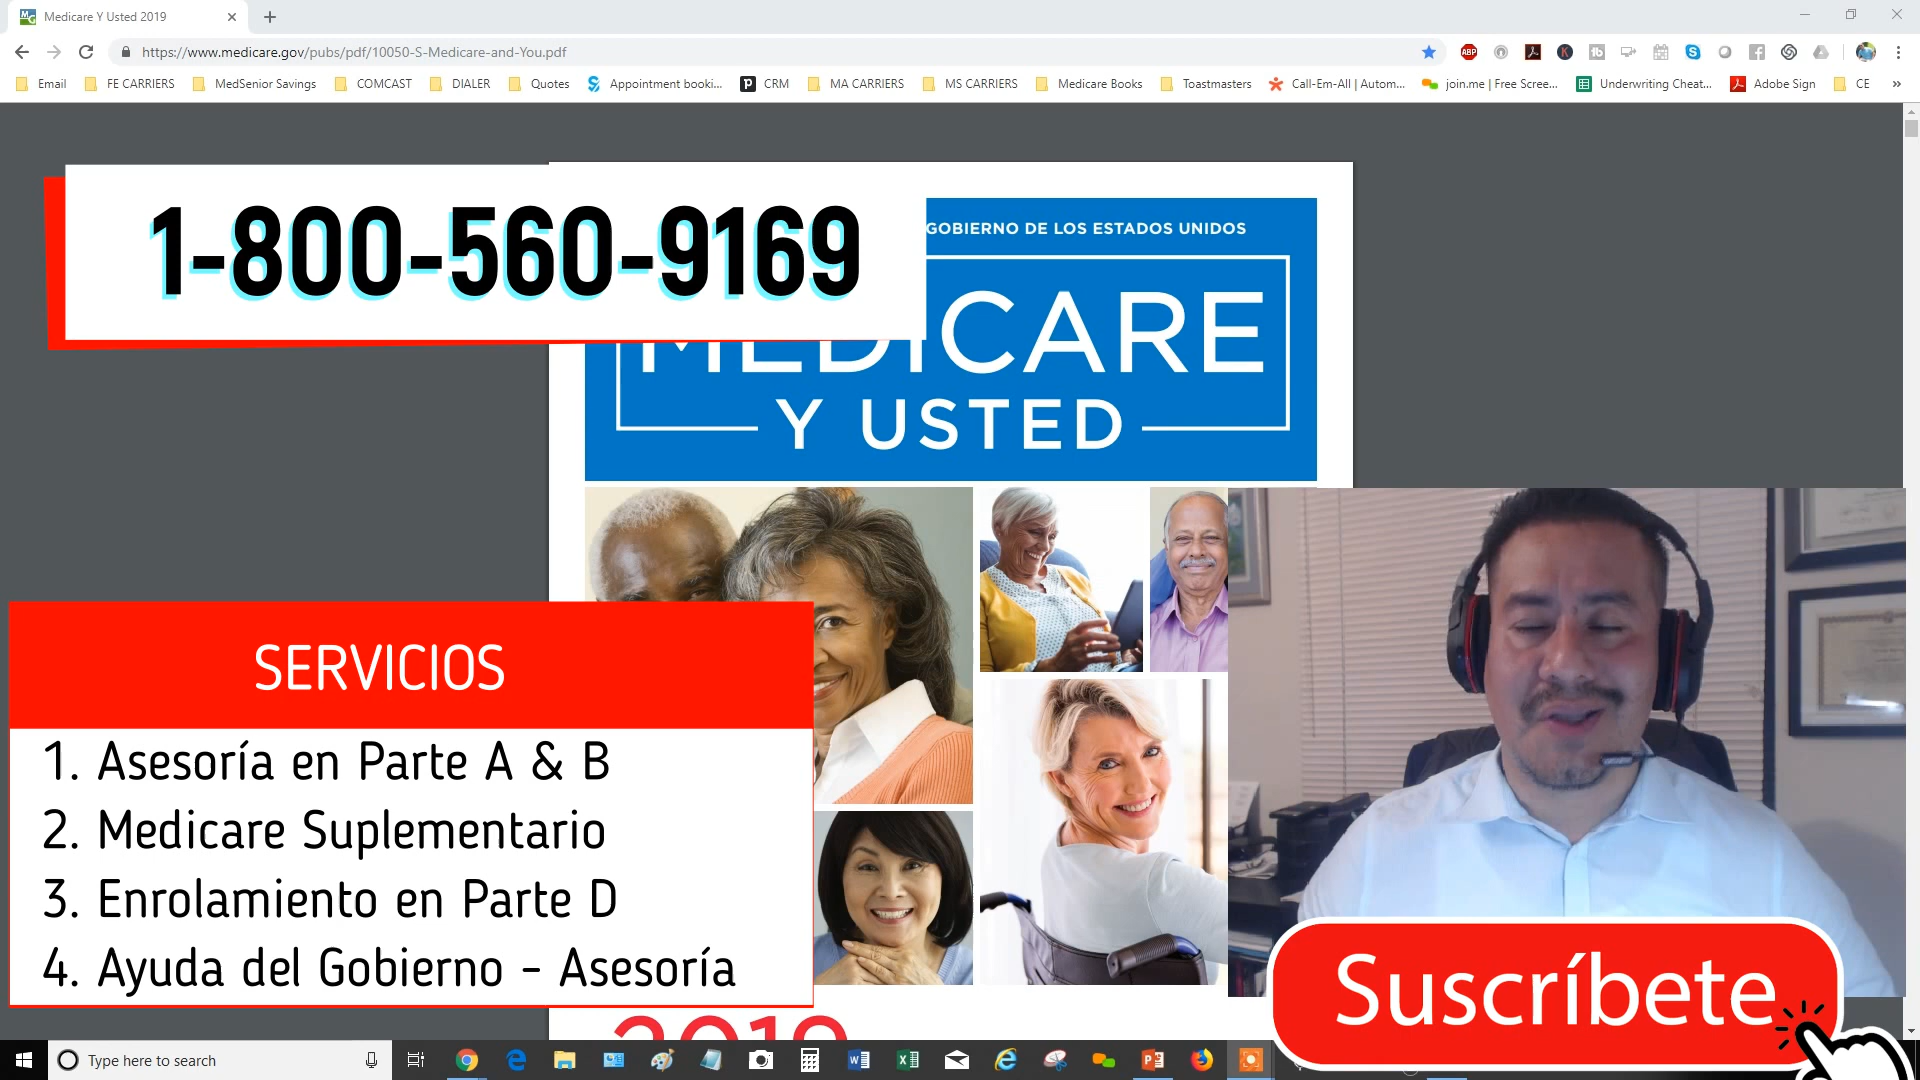 Medicare Y Usted 2019
https://www.medicare.gov/pubs/pdf/10050-S-Medicare-and-You.pdf
ABP
Email
FE CARRIERS
MedSenior Savings
COMCAST
DIALER
Quotes
Appointment booki...
CRM
MA CARRIERS
MS CARRIERS
Medicare Books
Toastmasters
Call-Em-All | Autom...
join.me | Free Scree...
Underwriting Cheat...
Adobe Sign
CE
»
1-800-560-9169
GOBIERNO DE LOS ESTADOS UNIDOS
MEDICARE
Y USTED
SERVICIOS
1. Asesoría en Parte A & B
2. Medicare Suplementario
3. Enrolamiento en Parte D
4. Ayuda del Gobierno - Asesoría
2019
Suscríbete
Type here to search